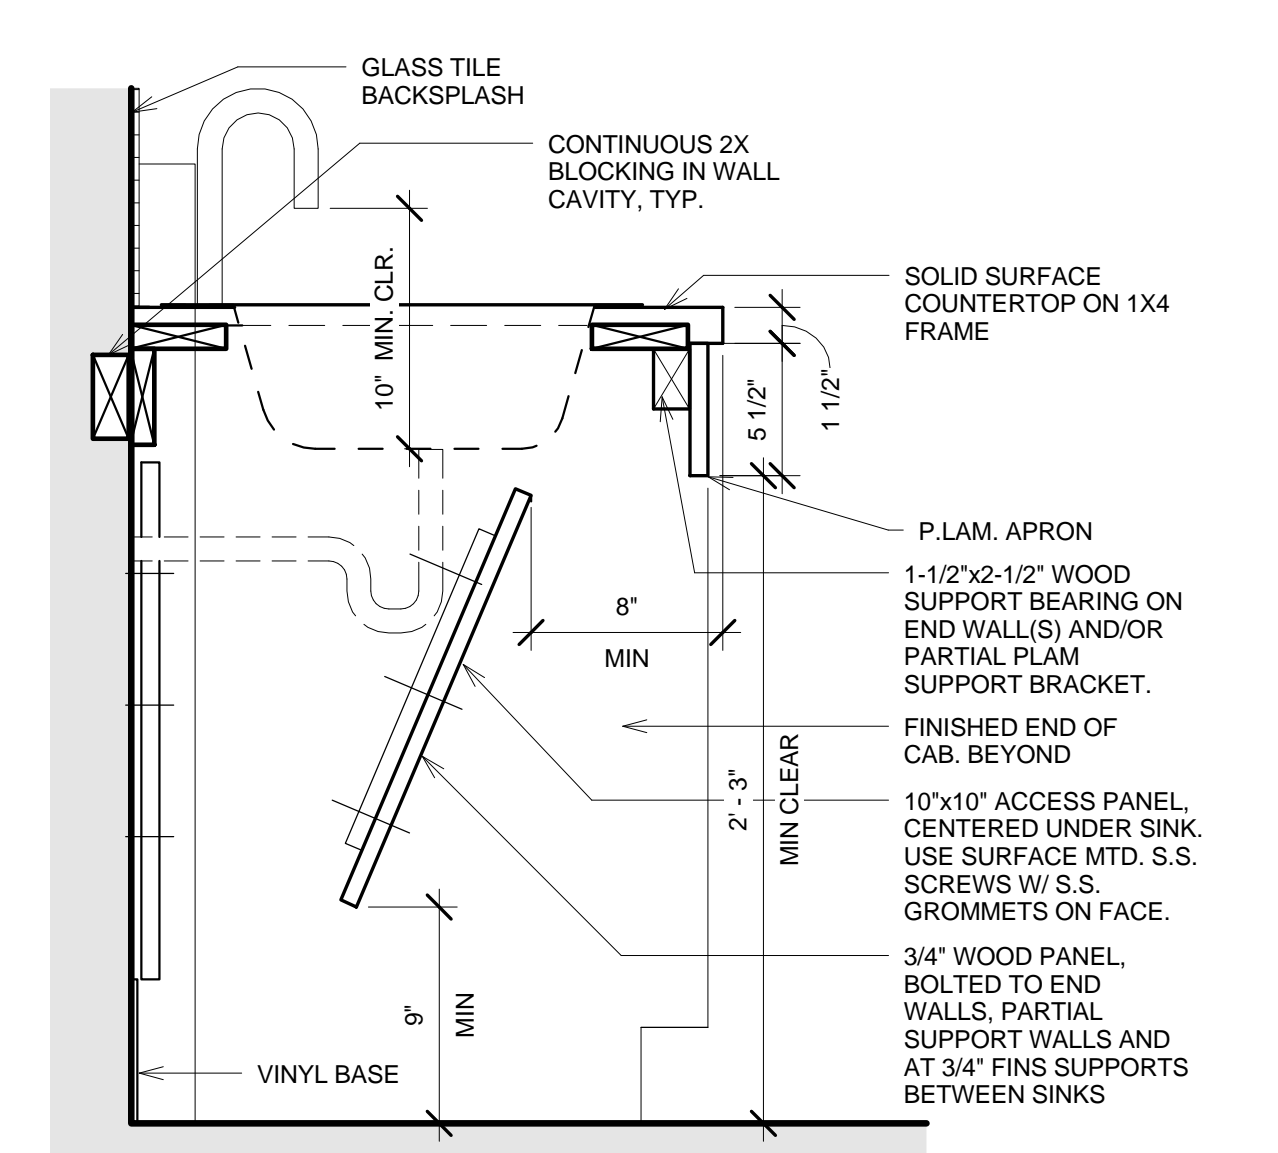 GLASS TILE
BACKSPLASH
CONTINUOUS 2X
BLOCKING IN WALL
CAVITY, TYP.
10" MIN. CLR.
SOLID SURFACE
COUNTERTOP ON 1X4
FRAME
5 1/2"
1 1/2"
P.LAM. APRON
1-1/2"x2-1/2" WOOD
SUPPORT BEARING ON
END WALL(S) AND/OR
PARTIAL PLAM
SUPPORT BRACKET.
8"
MIN
FINISHED END OF
CAB. BEYOND
2' - 3"
MIN CLEAR
10"x10" ACCESS PANEL,
CENTERED UNDER SINK.
USE SURFACE MTD. S.S.
SCREWS W/ S.S.
GROMMETS ON FACE.
3/4" WOOD PANEL,
BOLTED TO END
WALLS, PARTIAL
SUPPORT WALLS AND
AT 3/4" FINS SUPPORTS
BETWEEN SINKS
9"
MIN
VINYL BASE